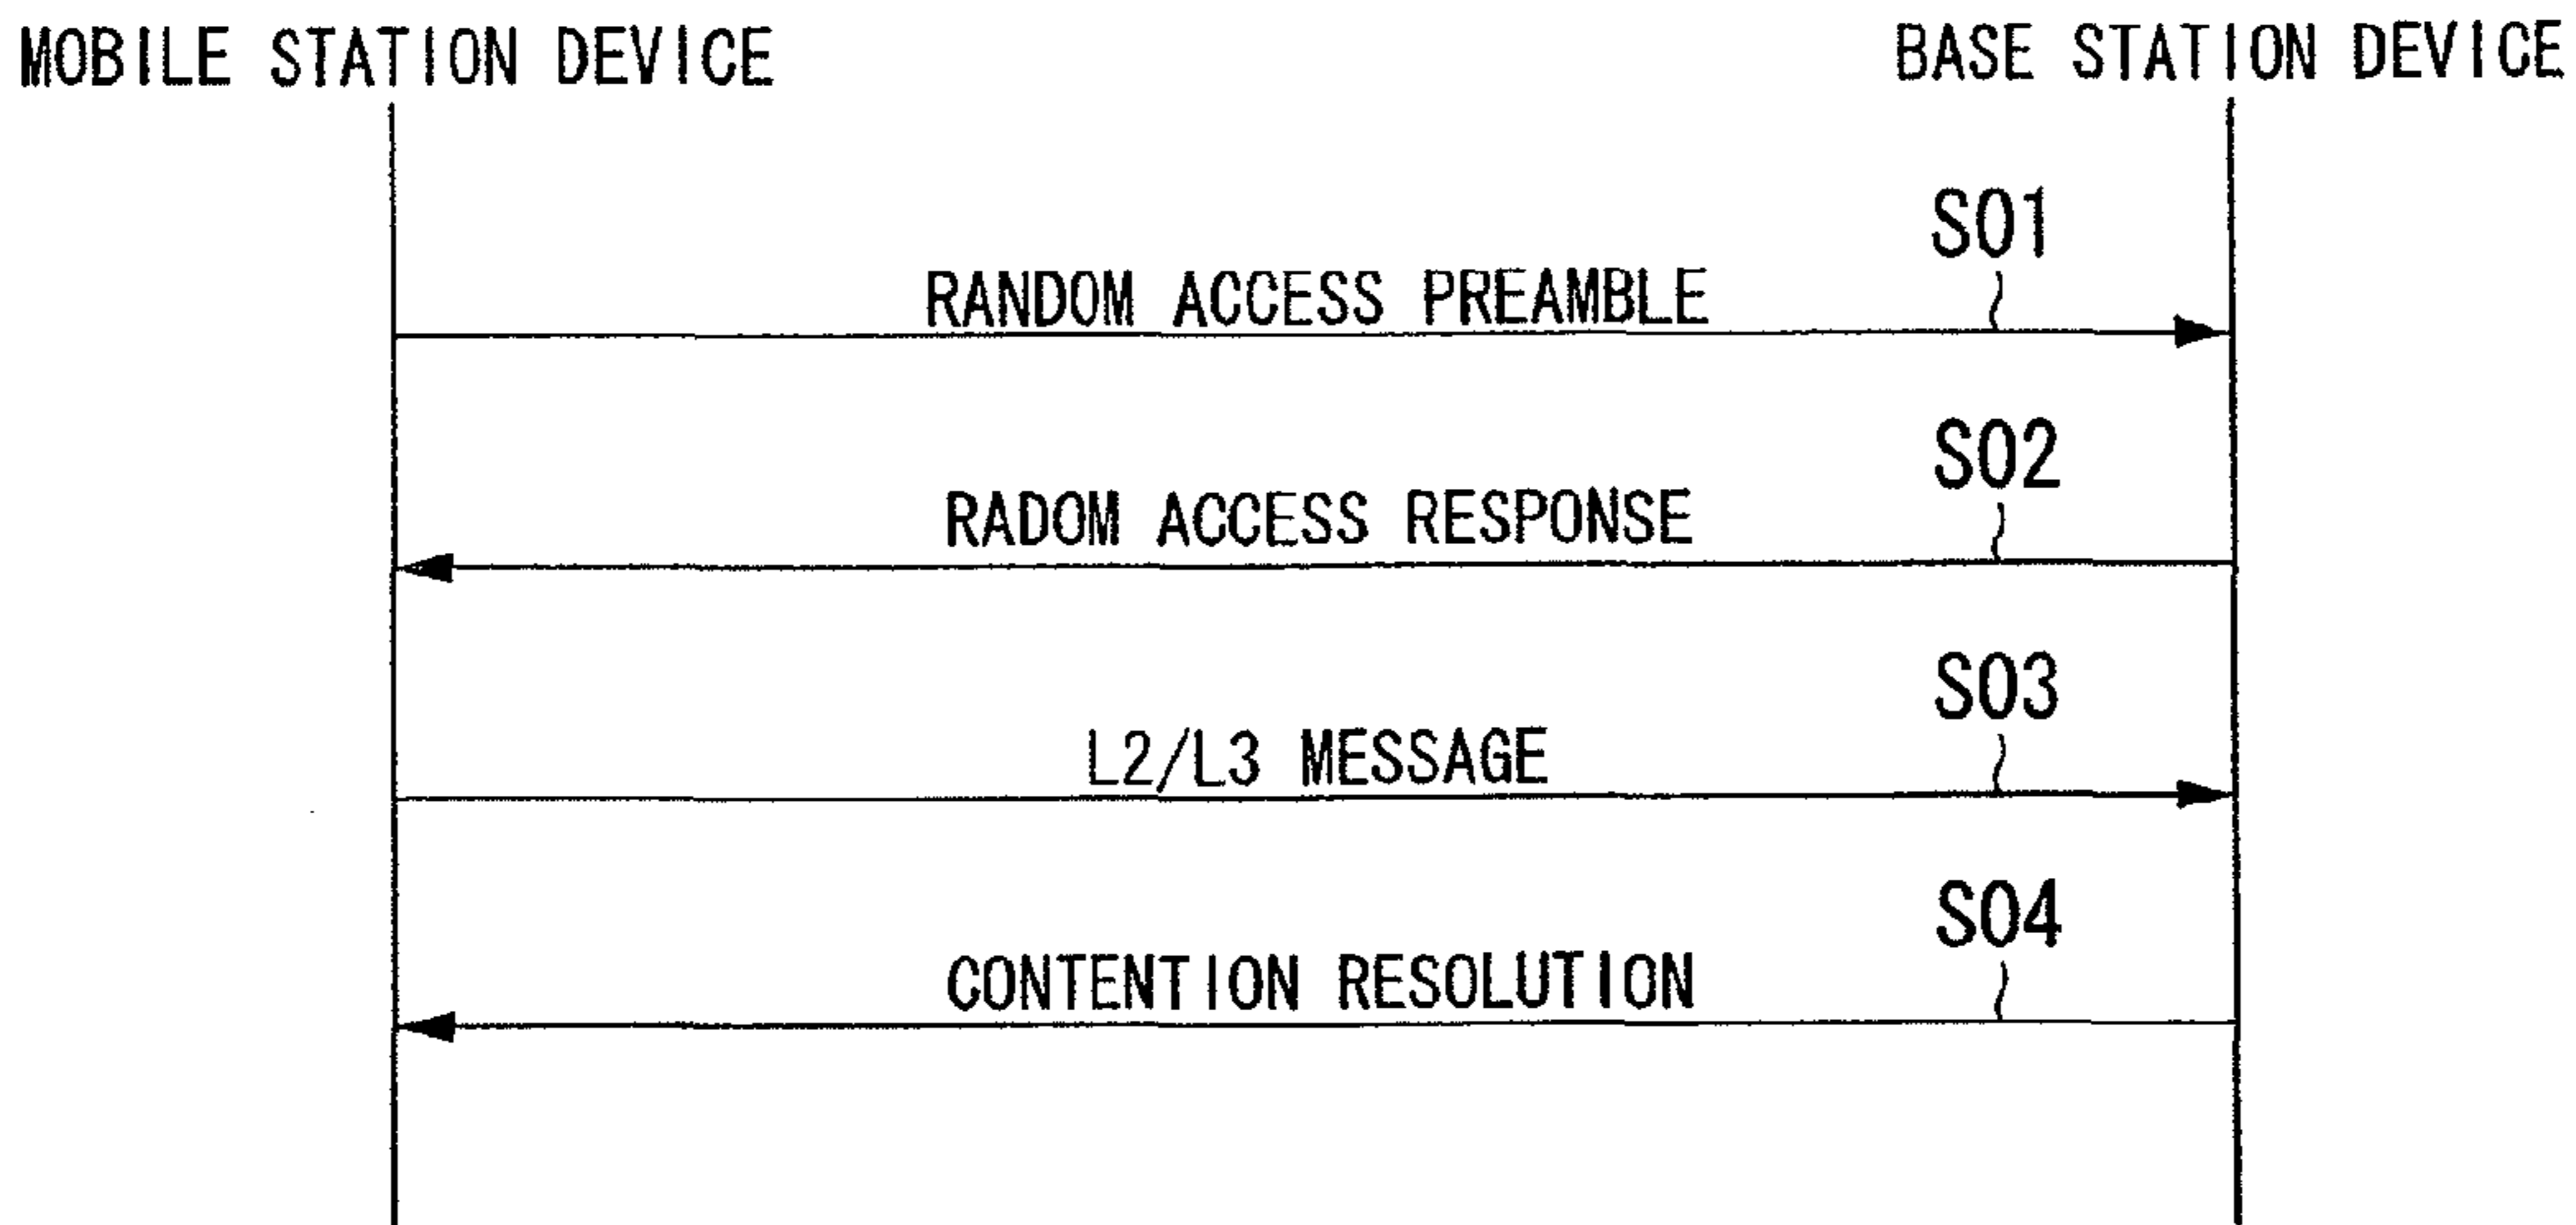 MOBILE STATION DEVICE
BASE STATION DEVICE
S01
RANDOM ACCESS PREAMBLE
S02
RADOM ACCESS RESPONSE
S03
L2/L3 MESSAGE
S04
CONTENTION RESOLUTION